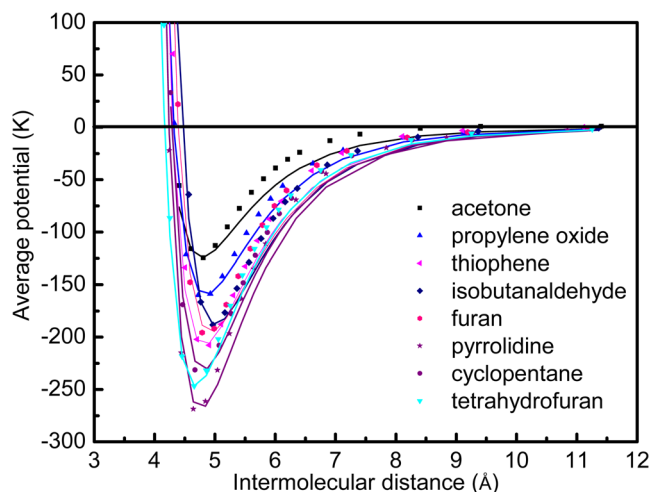 Average potential (K)
100
50
0
-50
-100
-150
-200
-250
-300
acetone
propylene oxide
thiophene
isobutanaldehyde
furan
pyrrolidine
cyclopentane
tetrahydrofuran
3 4 5 6 7 8 9 10 11 12
Intermolecular distance (Å)